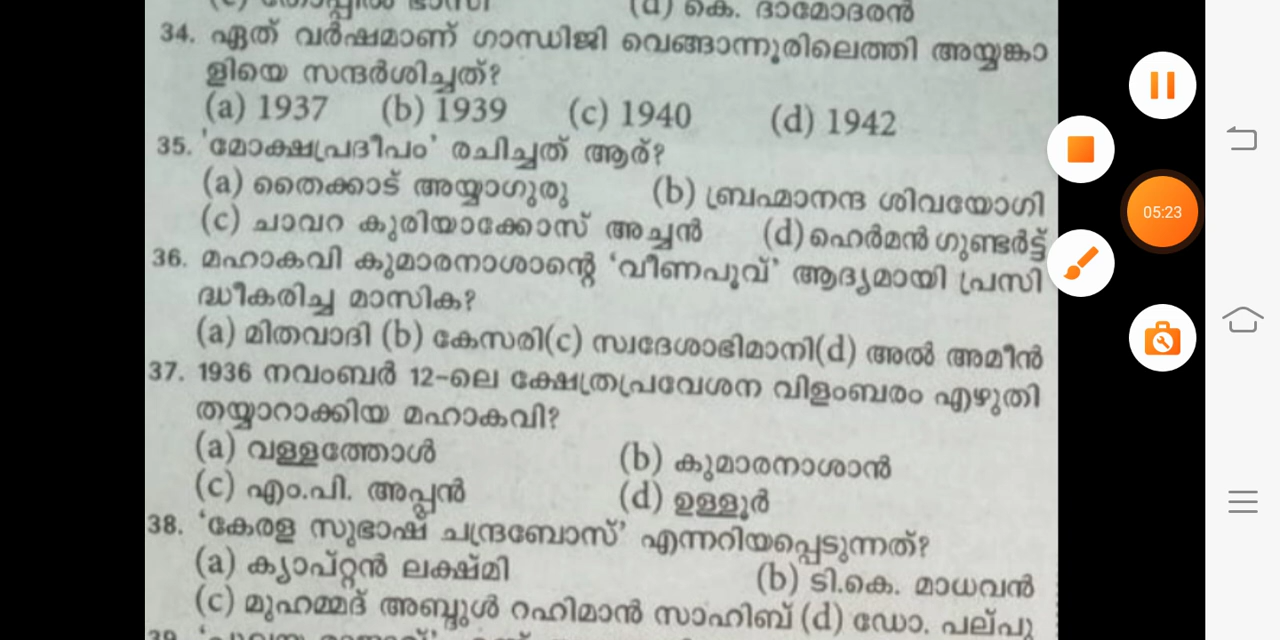 (c) തോപ്പിൽ ഭാസി (d) കെ. ദാമോദരൻ
34. ഏത് വർഷമാണ് ഗാന്ധിജി വെങ്ങാന്നൂരിലെത്തി അയ്യങ്കാ
ളിയെ സന്ദർശിച്ചത്?
(a) 1937 (b) 1939 (c) 1940 (d) 1942
35. 'മോക്ഷപ്രദീപം' രചിച്ചത് ആര്?
(a) തൈക്കാട് അയ്യാഗുരു (b) ബ്രഹ്മാനന്ദ ശിവയോഗി
(c) ചാവറ കുരിയാക്കോസ് അച്ചൻ (d) ഹെർമൻ ഗുണ്ടർട്ട്
36. മഹാകവി കുമാരനാശാന്റെ 'വീണപൂവ്' ആദ്യമായി പ്രസി
ദ്ധീകരിച്ച മാസിക?
(a) മിതവാദി (b) കേസരി(c) സ്വദേശാഭിമാനി(d) അൽ അമീൻ
37. 1936 നവംബർ 12-ലെ ക്ഷേത്രപ്രവേശന വിളംബരം എഴുതി
തയ്യാറാക്കിയ മഹാകവി?
(a) വള്ളത്തോൾ (b) കുമാരനാശാൻ
(c) എം.പി. അപ്പൻ (d) ഉള്ളൂർ
38. 'കേരള സുഭാഷ് ചന്ദ്രബോസ്' എന്നറിയപ്പെടുന്നത്?
(a) ക്യാപ്റ്റൻ ലക്ഷ്മി (b) ടി.കെ. മാധവൻ
(c) മുഹമ്മദ് അബ്ദുൾ റഹിമാൻ സാഹിബ് (d) ഡോ. പല്പു
39.
05:23